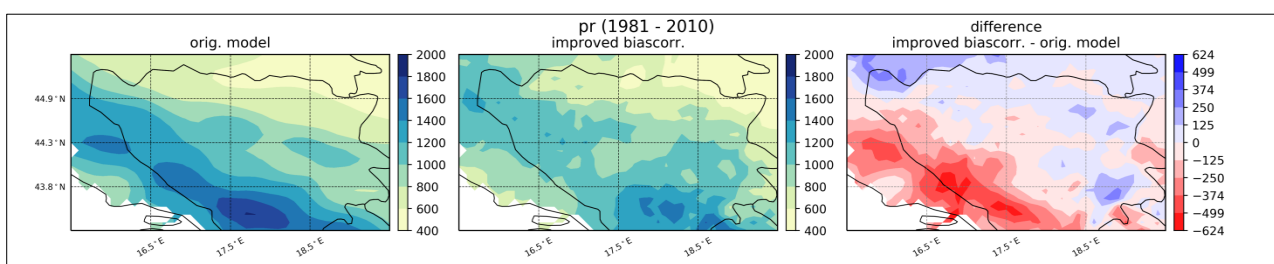 pr (1981 - 2010)
orig. model
improved biascorr.
difference
improved biascorr. - orig. model
44.9°N
44.3°N
43.8°N
16.5°E
17.5°E
18.5°E
2000
1800
1600
1400
1200
1000
800
600
400
16.5°E
17.5°E
18.5°E
2000
1800
1600
1400
1200
1000
800
600
400
16.5°E
17.5°E
18.5°E
624
499
374
250
125
0
−125
−250
−374
−499
−624